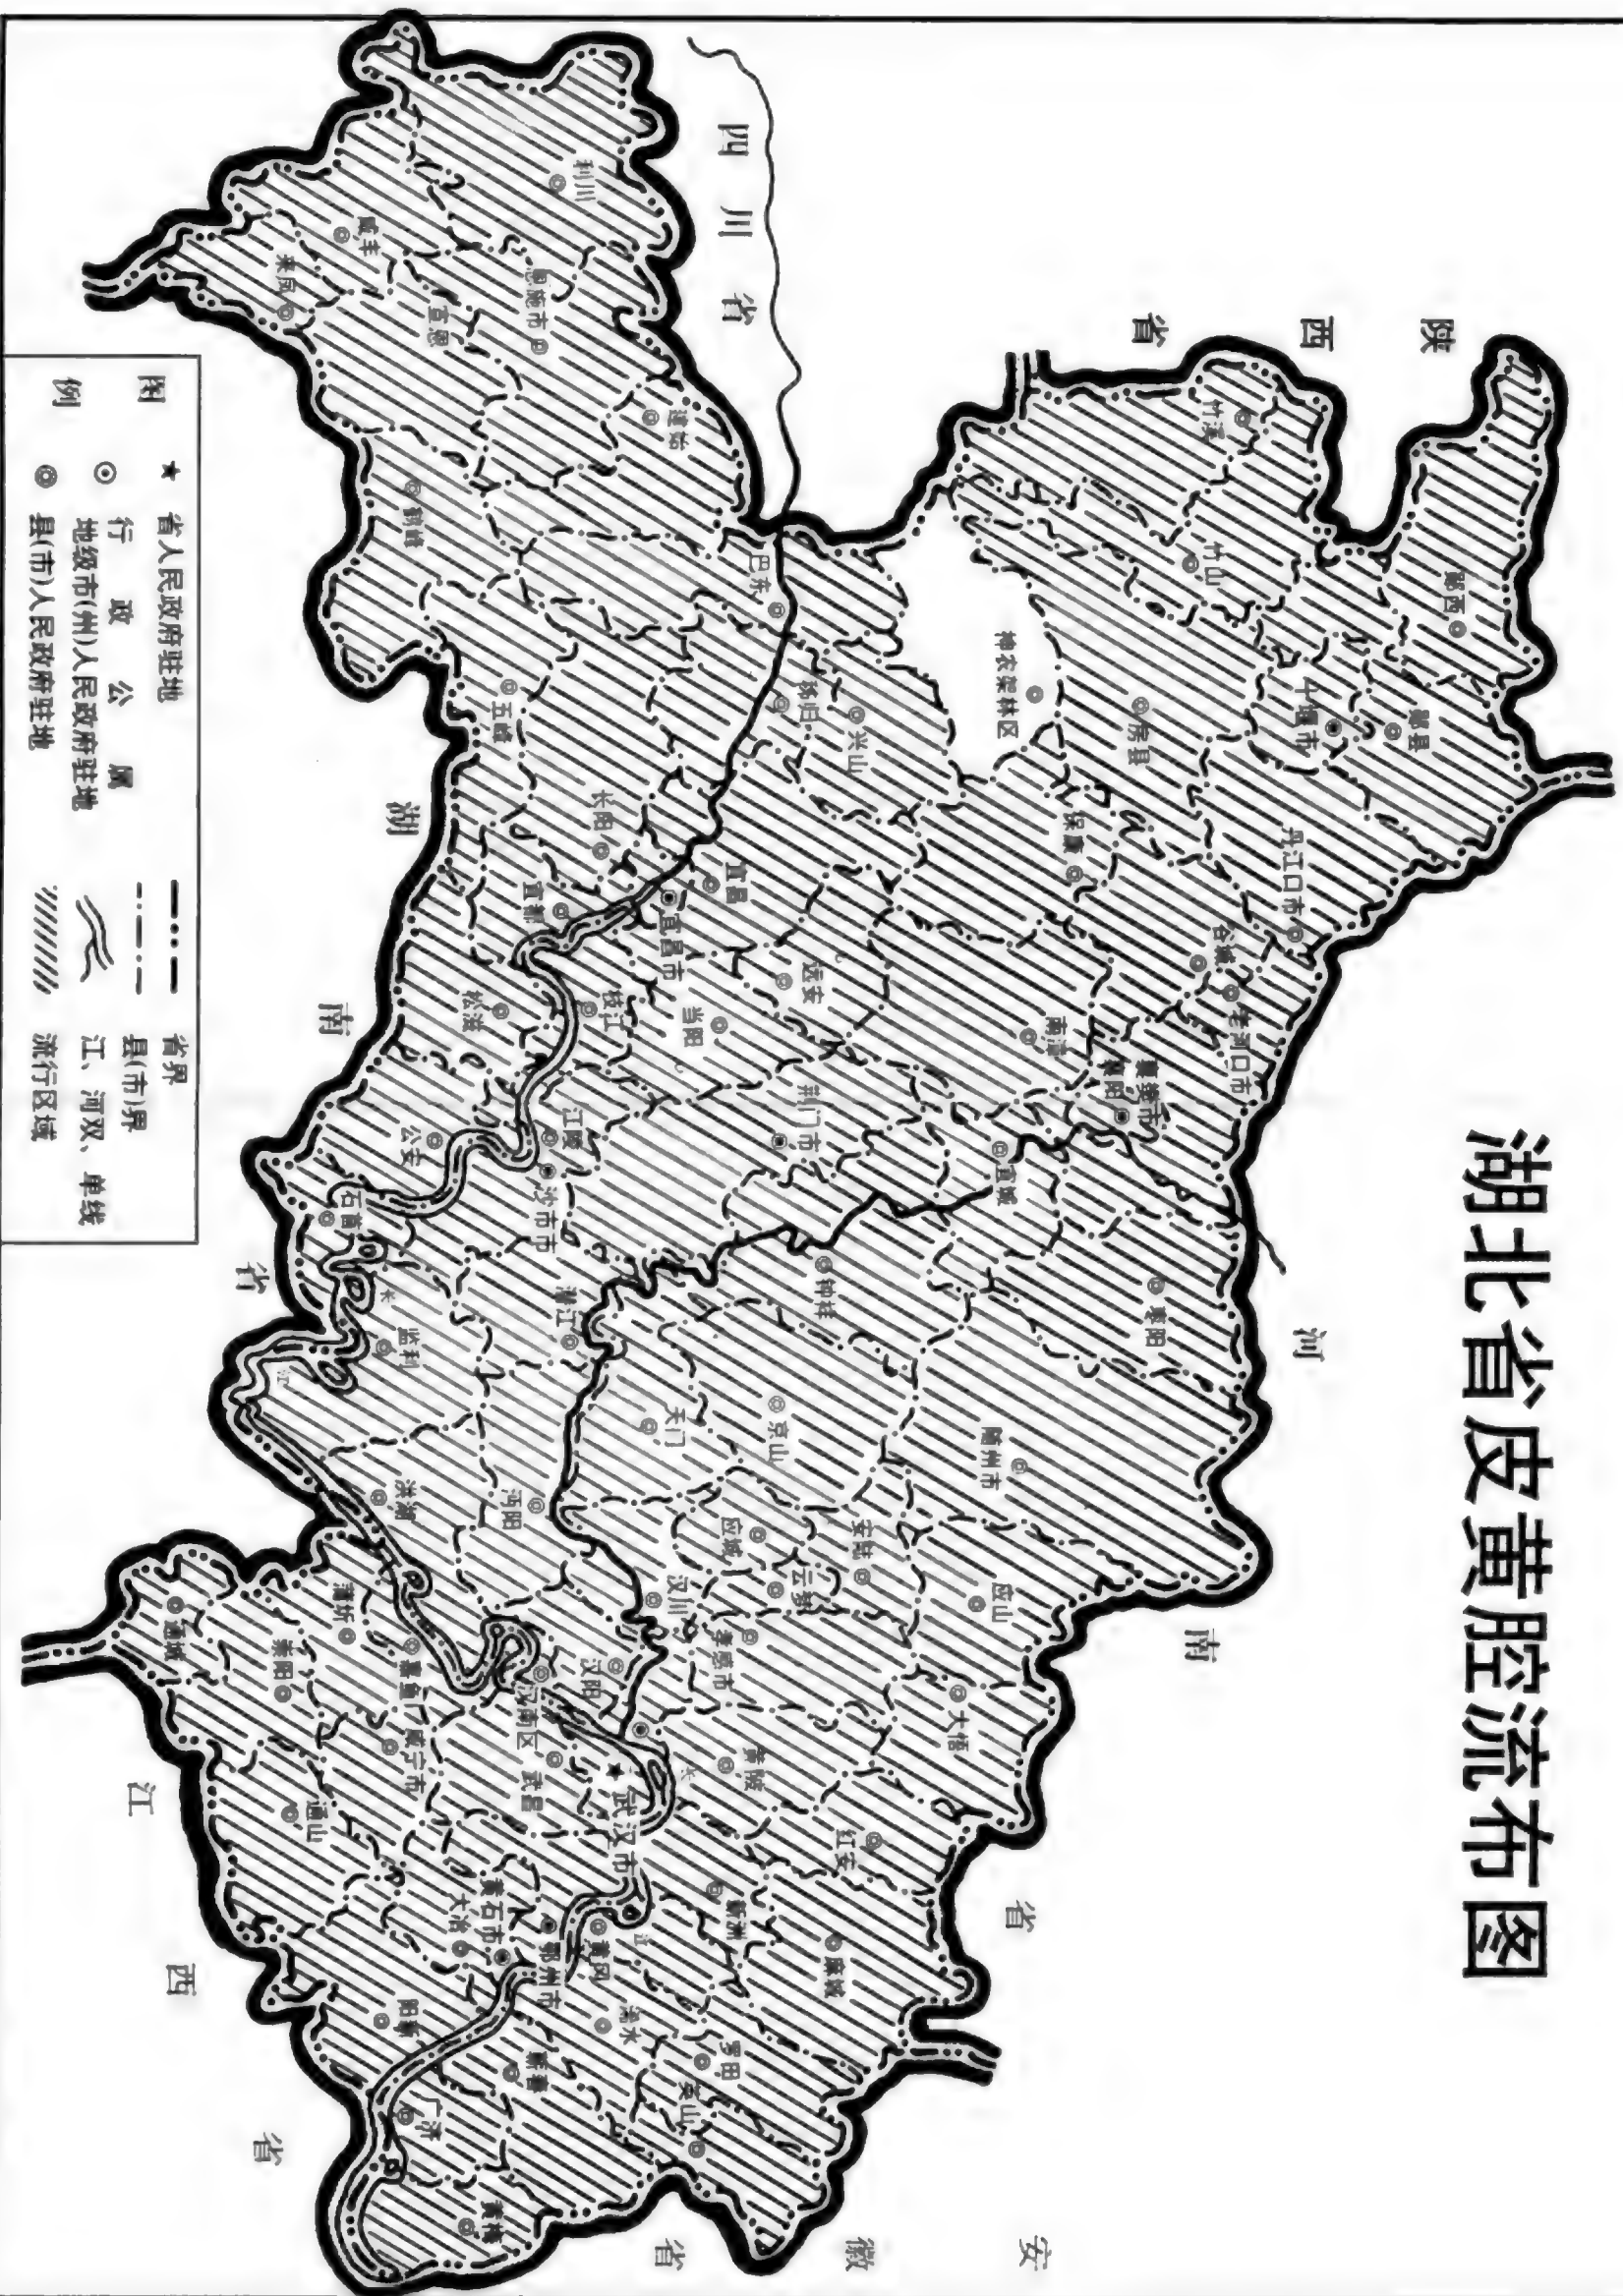 湖北省皮黄腔流布图
陕西省
四川省
河南省
安徽省
湖南省
江西省
郧西
郧县
十堰市
竹溪
竹山
房县
丹江口市
谷城
老河口市
神农架林区
保康
南漳
襄樊市
襄阳
宜城
枣阳
随州市
应山
大悟
利川
咸丰
来凤
恩施市
宣恩
建始
鹤峰
巴东
秭归
兴山
五峰
长阳
宜昌
宜昌市
宜都
枝江
松滋
远安
当阳
荆门市
钟祥
江陵
沙市市
公安
石首
监利
潜江
天门
京山
沔阳
洪湖
应城
安陆
云梦
汉川
孝感市
汉阳
汉南区
武昌
武汉市
黄陂
红安
新洲
麻城
蒲圻
嘉鱼
咸宁市
崇阳
通城
通山
黄石市
大冶
鄂州市
黄冈
浠水
罗田
英山
阳新
蕲春
广济
黄梅
图例
★ 省人民政府驻地
行政公属
地级市(州)人民政府驻地
县(市)人民政府驻地
省界
县(市)界
江、河双、单线
流行区域